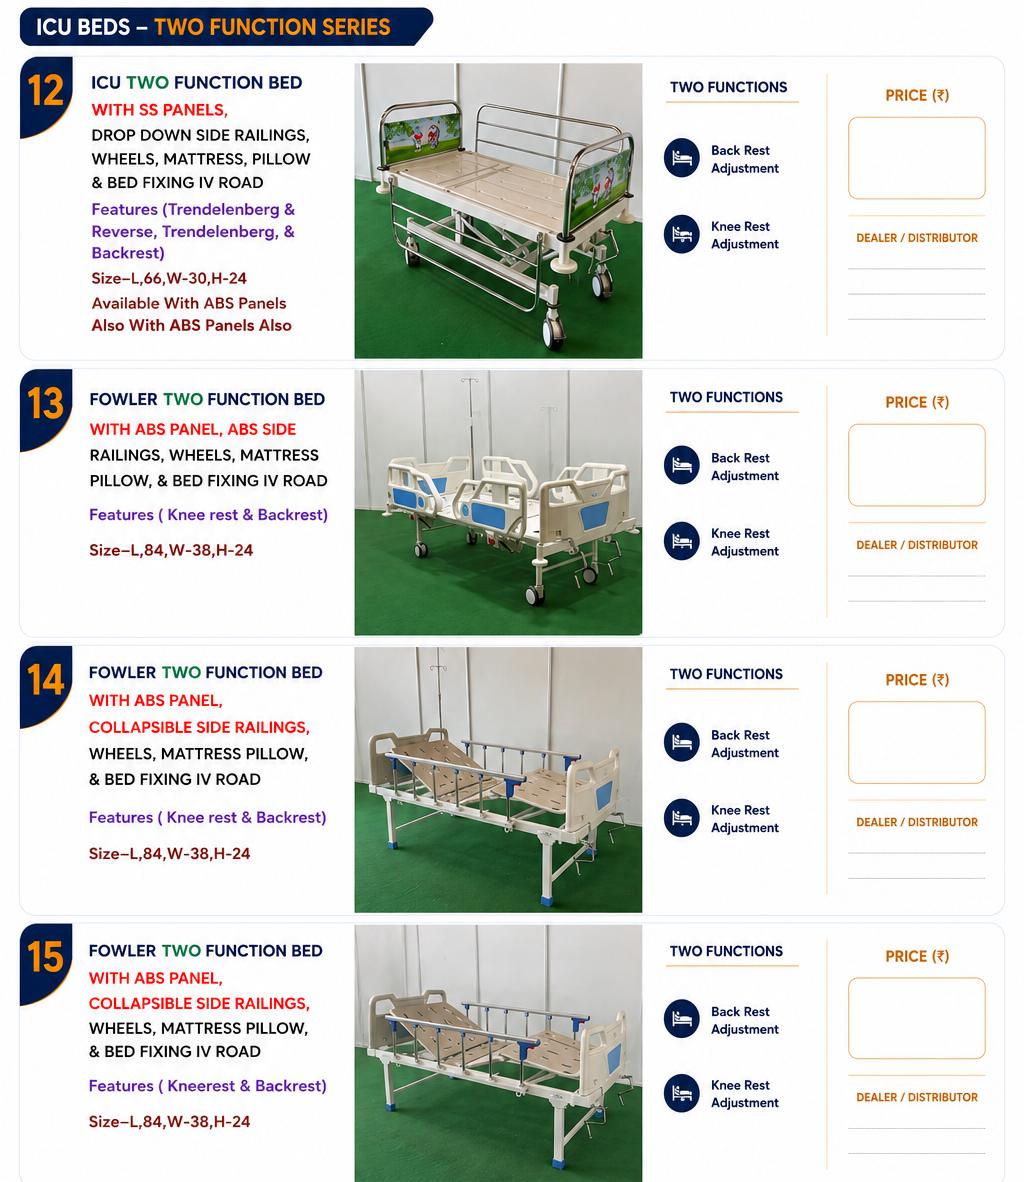 ICU BEDS – TWO FUNCTION SERIES
12
ICU TWO FUNCTION BED
WITH SS PANELS,
DROP DOWN SIDE RAILINGS,
WHEELS, MATTRESS, PILLOW
& BED FIXING IV ROAD
Features (Trendelenberg &
Reverse, Trendelenberg, &
Backrest)
Size–L,66,W-30,H-24
Available With ABS Panels
Also With ABS Panels Also
TWO FUNCTIONS
Back Rest
Adjustment
Knee Rest
Adjustment
PRICE (₹)
DEALER / DISTRIBUTOR
13
FOWLER TWO FUNCTION BED
WITH ABS PANEL, ABS SIDE
RAILINGS, WHEELS, MATTRESS
PILLOW, & BED FIXING IV ROAD
Features ( Knee rest & Backrest)
Size–L,84,W-38,H-24
TWO FUNCTIONS
Back Rest
Adjustment
Knee Rest
Adjustment
PRICE (₹)
DEALER / DISTRIBUTOR
14
FOWLER TWO FUNCTION BED
WITH ABS PANEL,
COLLAPSIBLE SIDE RAILINGS,
WHEELS, MATTRESS PILLOW,
& BED FIXING IV ROAD
Features ( Knee rest & Backrest)
Size–L,84,W-38,H-24
TWO FUNCTIONS
Back Rest
Adjustment
Knee Rest
Adjustment
PRICE (₹)
DEALER / DISTRIBUTOR
15
FOWLER TWO FUNCTION BED
WITH ABS PANEL,
COLLAPSIBLE SIDE RAILINGS,
WHEELS, MATTRESS PILLOW,
& BED FIXING IV ROAD
Features ( Kneerest & Backrest)
Size–L,84,W-38,H-24
TWO FUNCTIONS
Back Rest
Adjustment
Knee Rest
Adjustment
PRICE (₹)
DEALER / DISTRIBUTOR